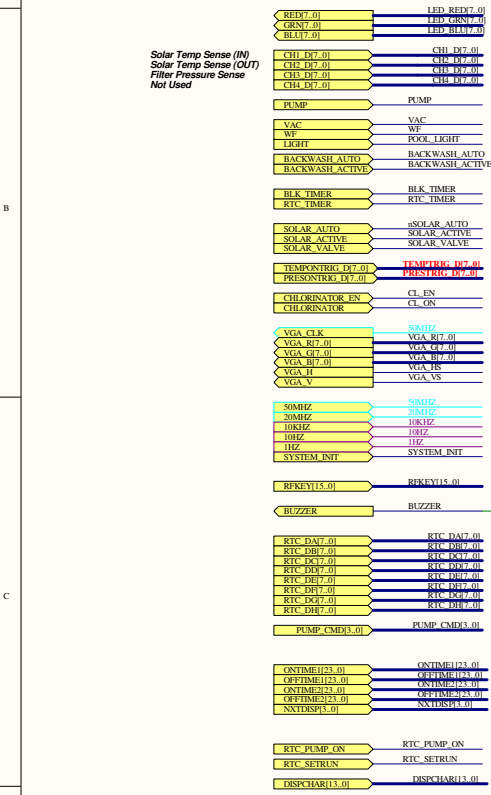 RED[7..0] LED_RED[7..0]
GRN[7..0] LED_GRN[7..0]
BLU[7..0] LED_BLU[7..0]
Solar Temp Sense (IN) CH1_D[7..0] CH1_D[7..0]
Solar Temp Sense (OUT) CH2_D[7..0] CH2_D[7..0]
Filter Pressure Sense CH3_D[7..0] CH3_D[7..0]
Not Used CH4_D[7..0] CH4_D[7..0]
PUMP PUMP
VAC VAC
WF WF
LIGHT POOL_LIGHT
BACKWASH_AUTO BACKWASH_AUTO
BACKWASH_ACTIVE BACKWASH_ACTIVE
BLK_TIMER BLK_TIMER
RTC_TIMER RTC_TIMER
B
SOLAR_AUTO nSOLAR_AUTO
SOLAR_ACTIVE SOLAR_ACTIVE
SOLAR_VALVE SOLAR_VALVE
TEMPONTRIG_D[7..0] TEMPTRIG_D[7..0]
PRESONTRIG_D[7..0] PRESTRIG_D[7..0]
CHLORINATOR_EN CL_EN
CHLORINATOR CL_ON
VGA_CLK 50MHZ
VGA_R[7..0] VGA_R[7..0]
VGA_G[7..0] VGA_G[7..0]
VGA_B[7..0] VGA_B[7..0]
VGA_H VGA_HS
VGA_V VGA_VS
50MHZ 50MHZ
20MHZ 20MHZ
10KHZ 10KHZ
10HZ 10HZ
1HZ 1HZ
SYSTEM_INIT SYSTEM_INIT
RFKEY[15..0] RFKEY[15..0]
BUZZER BUZZER
RTC_DA[7..0] RTC_DA[7..0]
RTC_DB[7..0] RTC_DB[7..0]
RTC_DC[7..0] RTC_DC[7..0]
RTC_DD[7..0] RTC_DD[7..0]
RTC_DE[7..0] RTC_DE[7..0]
RTC_DF[7..0] RTC_DF[7..0]
C
RTC_DG[7..0] RTC_DG[7..0]
RTC_DH[7..0] RTC_DH[7..0]
PUMP_CMD[3..0] PUMP_CMD[3..0]
ONTIME1[23..0] ONTIME1[23..0]
OFFTIME1[23..0] OFFTIME1[23..0]
ONTIME2[23..0] ONTIME2[23..0]
OFFTIME2[23..0] OFFTIME2[23..0]
NXTDISP[3..0] NXTDISP[3..0]
RTC_PUMP_ON RTC_PUMP_ON
RTC_SETRUN RTC_SETRUN
DISPCHAR[13..0] DISPCHAR[13..0]